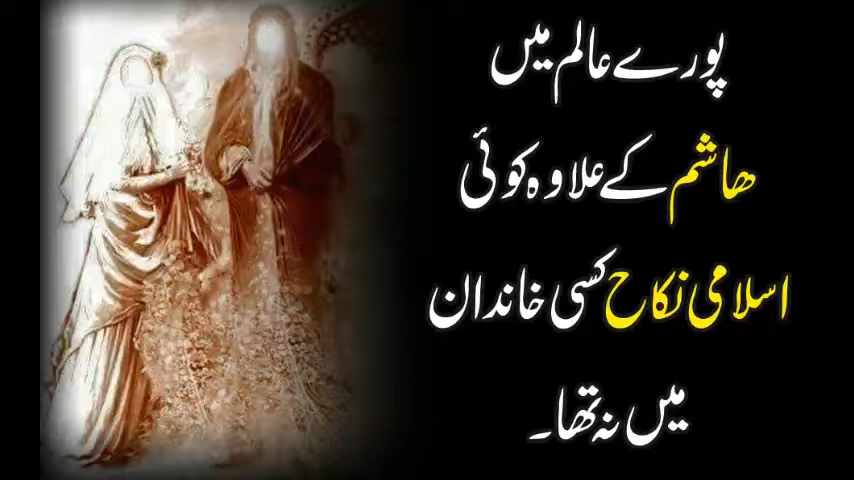 پورے عالم میں
ھاشم کے علاوہ کوئی
اسلامی نکاح کسی خاندان
میں نہ تھا۔